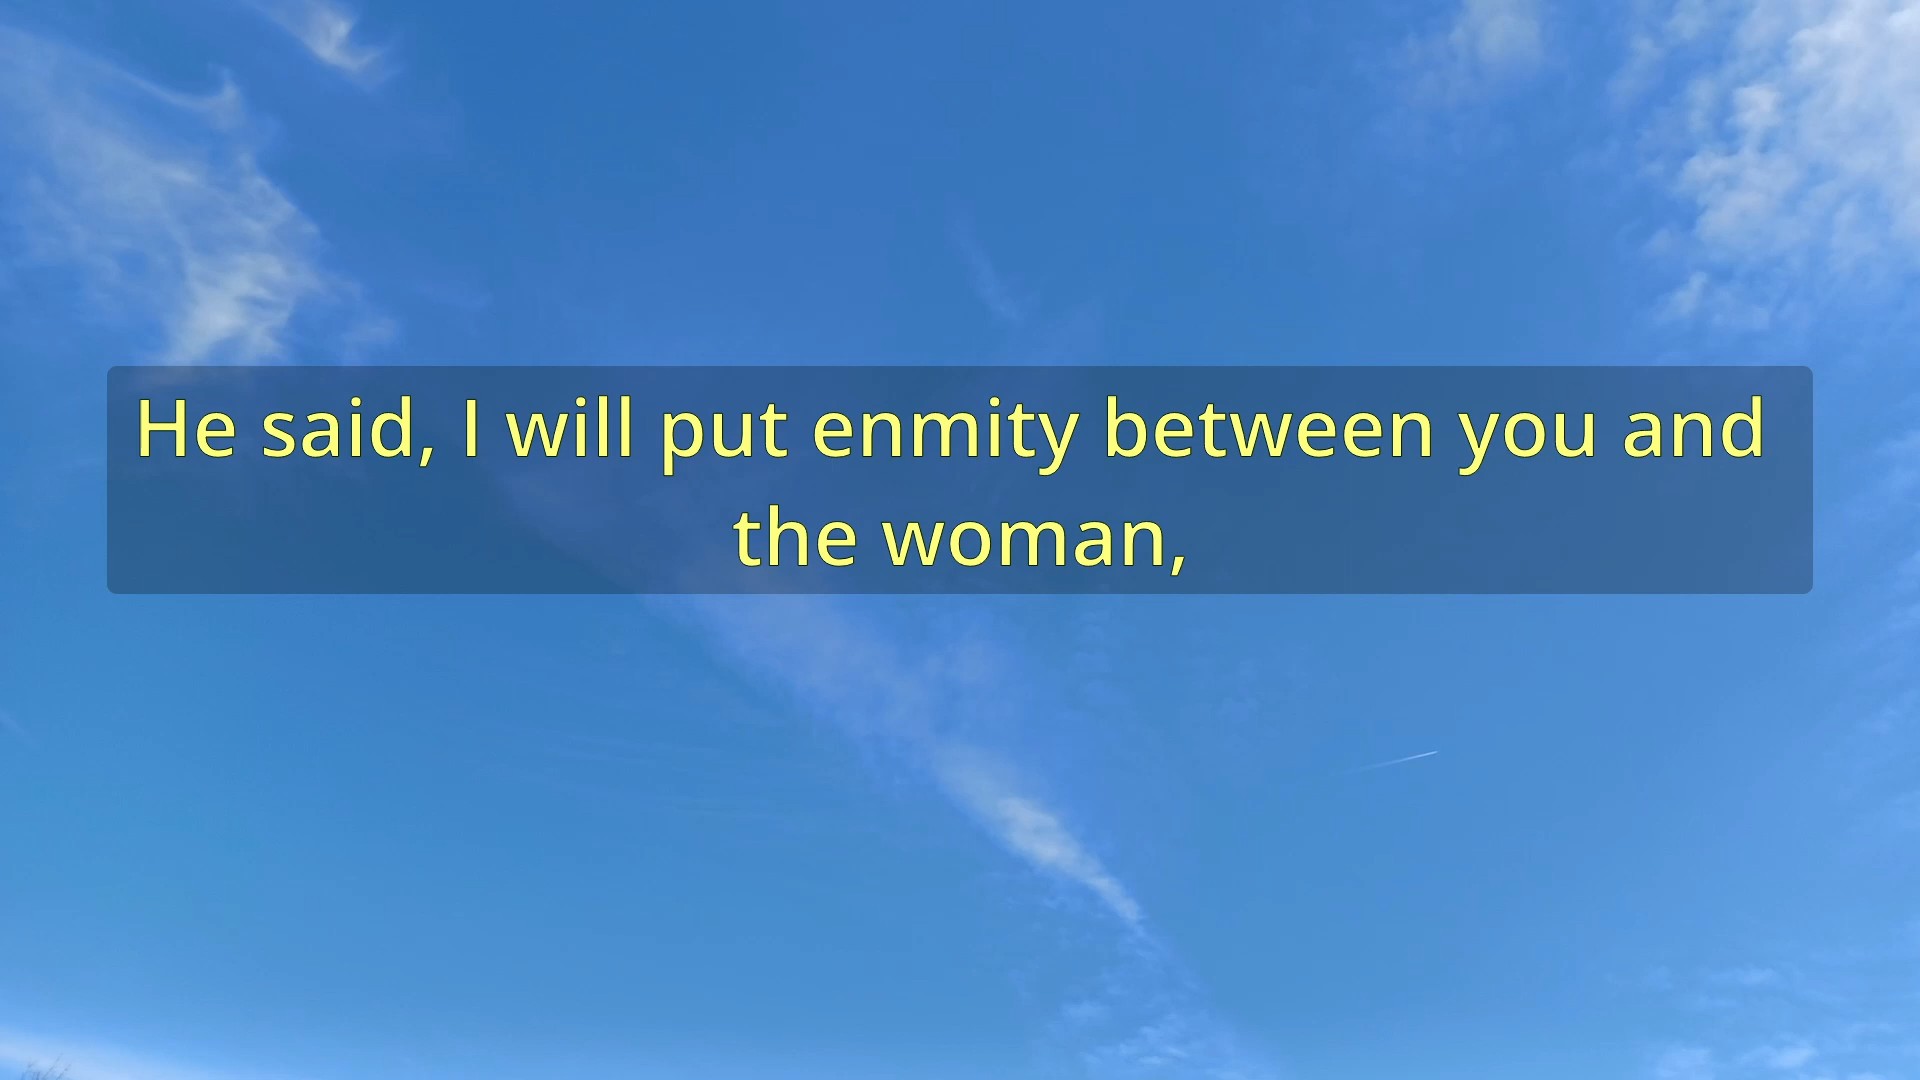 He said, I will put enmity between you and
the woman,